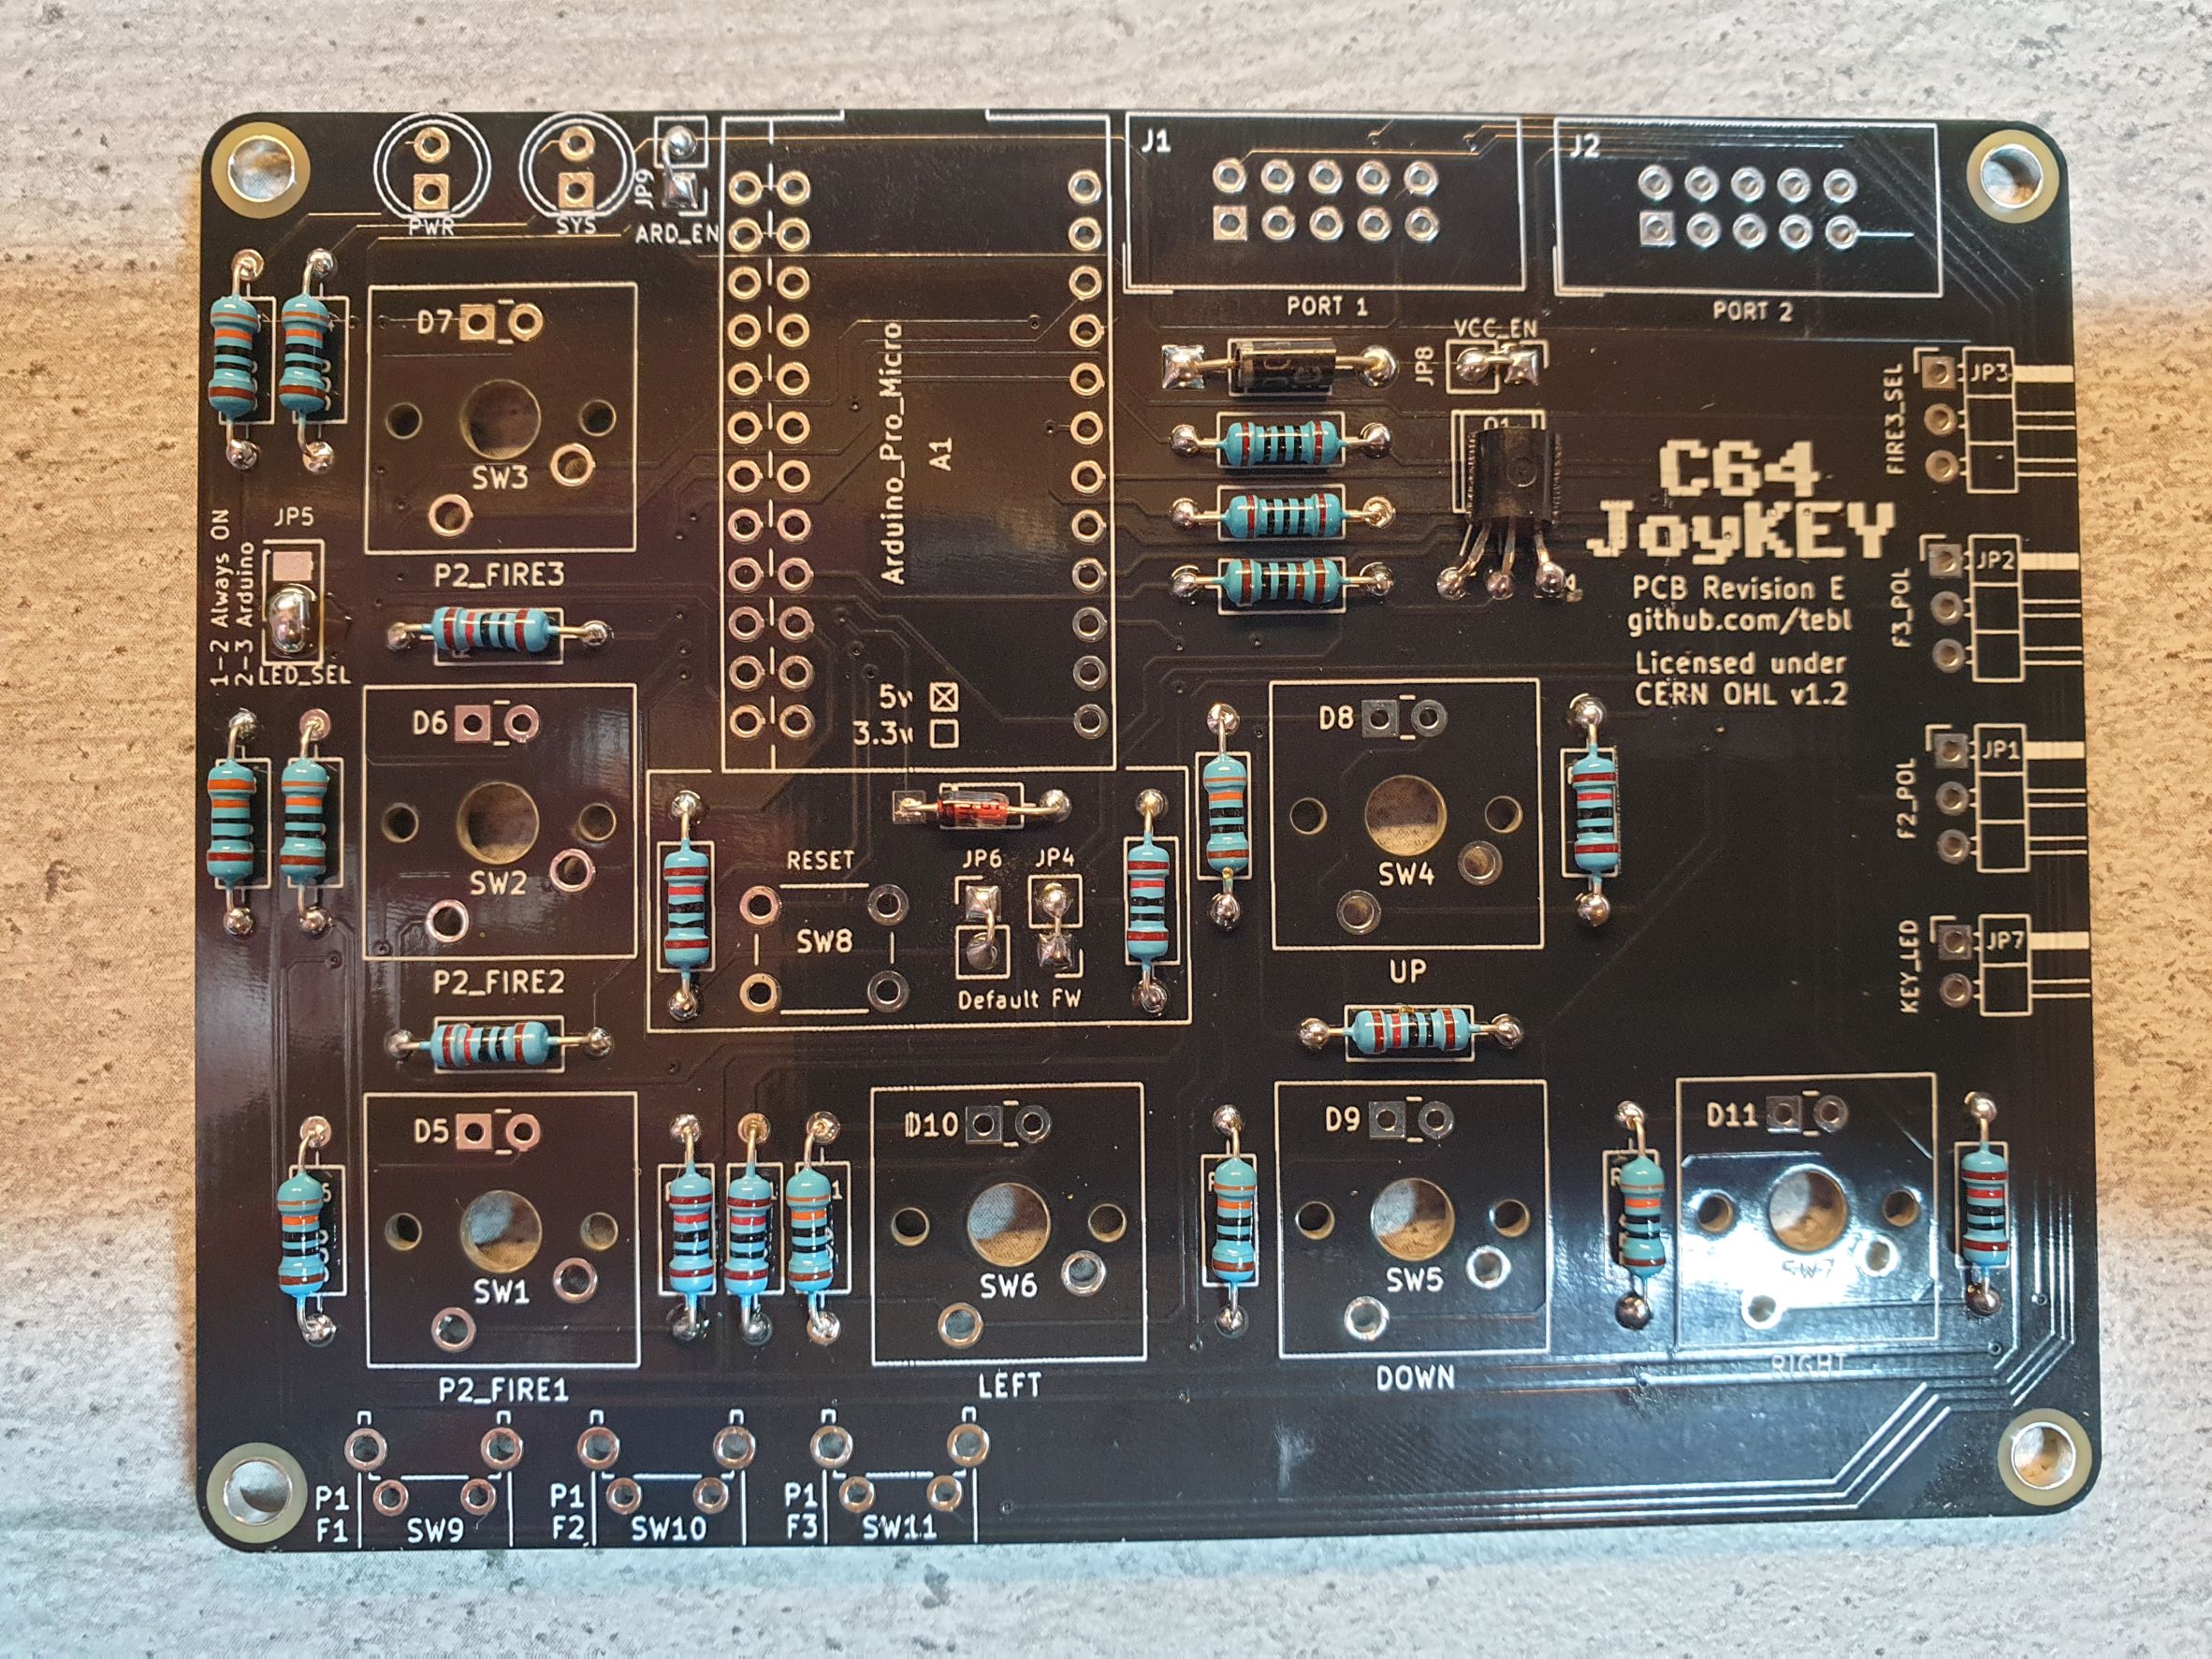 PWR
SYS
JP9
ARD_EN
J1
PORT 1
J2
PORT 2
D7
SW3
P2_FIRE3
Arduino_Pro_Micro
A1
5v
3.3v
JP8
VCC_EN
C64
JoyKEY
PCB Revision E
github.com/tebl
Licensed under
CERN OHL v1.2
FIRE3_SEL
JP3
F3_POL
JP2
F2_POL
JP1
KEY_LED
JP7
1-2 Always ON
2-3 Arduino
JP5
LED_SEL
D6
SW2
P2_FIRE2
RESET
SW8
JP6
JP4
Default FW
D8
SW4
UP
D5
SW1
P2_FIRE1
D10
SW6
LEFT
D9
SW5
DOWN
D11
SW7
RIGHT
P1
F1
SW9
P1
F2
SW10
P1
F3
SW11